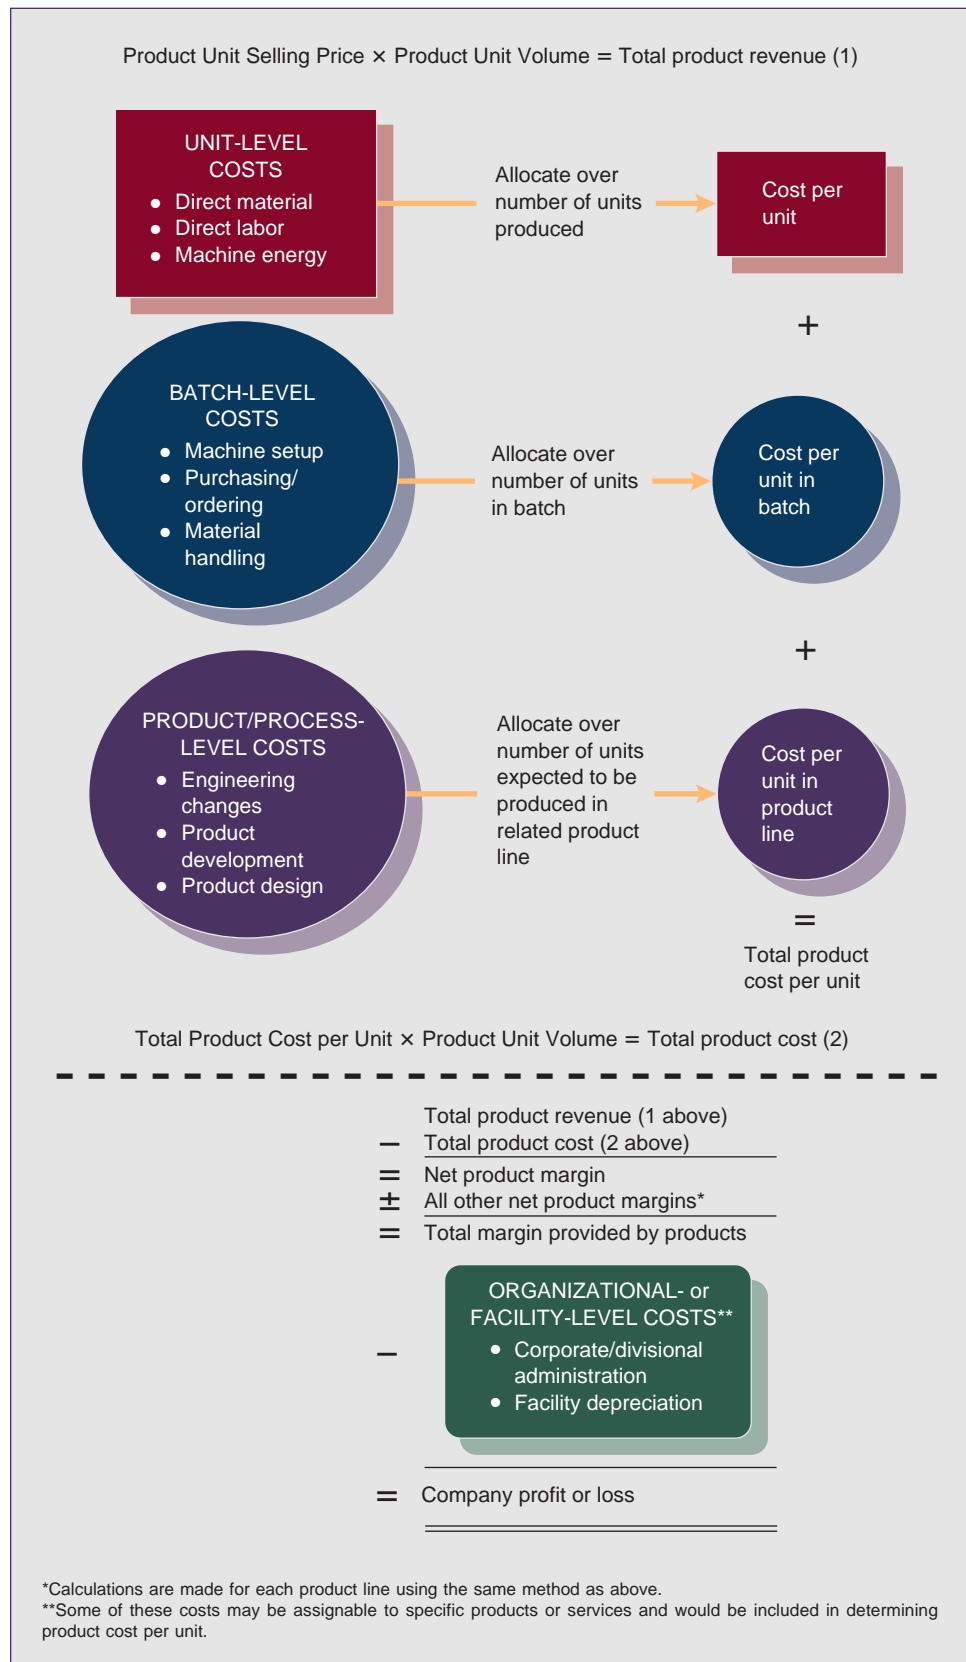 Product Unit Selling Price × Product Unit Volume = Total product revenue (1)
UNIT-LEVEL
COSTS
● Direct material
● Direct labor
● Machine energy
Allocate over
number of units
produced
Cost per
unit
+
BATCH-LEVEL
COSTS
● Machine setup
● Purchasing/
ordering
● Material
handling
Allocate over
number of units
in batch
Cost per
unit in
batch
+
PRODUCT/PROCESS-
LEVEL COSTS
● Engineering
changes
● Product
development
● Product design
Allocate over
number of units
expected to be
produced in
related product
line
Cost per
unit in
product
line
=
Total product
cost per unit
Total Product Cost per Unit × Product Unit Volume = Total product cost (2)
Total product revenue (1 above)
− Total product cost (2 above)
= Net product margin
± All other net product margins*
= Total margin provided by products
ORGANIZATIONAL- or
FACILITY-LEVEL COSTS**
● Corporate/divisional
−
administration
● Facility depreciation
= Company profit or loss
*Calculations are made for each product line using the same method as above.
**Some of these costs may be assignable to specific products or services and would be included in determining
product cost per unit.